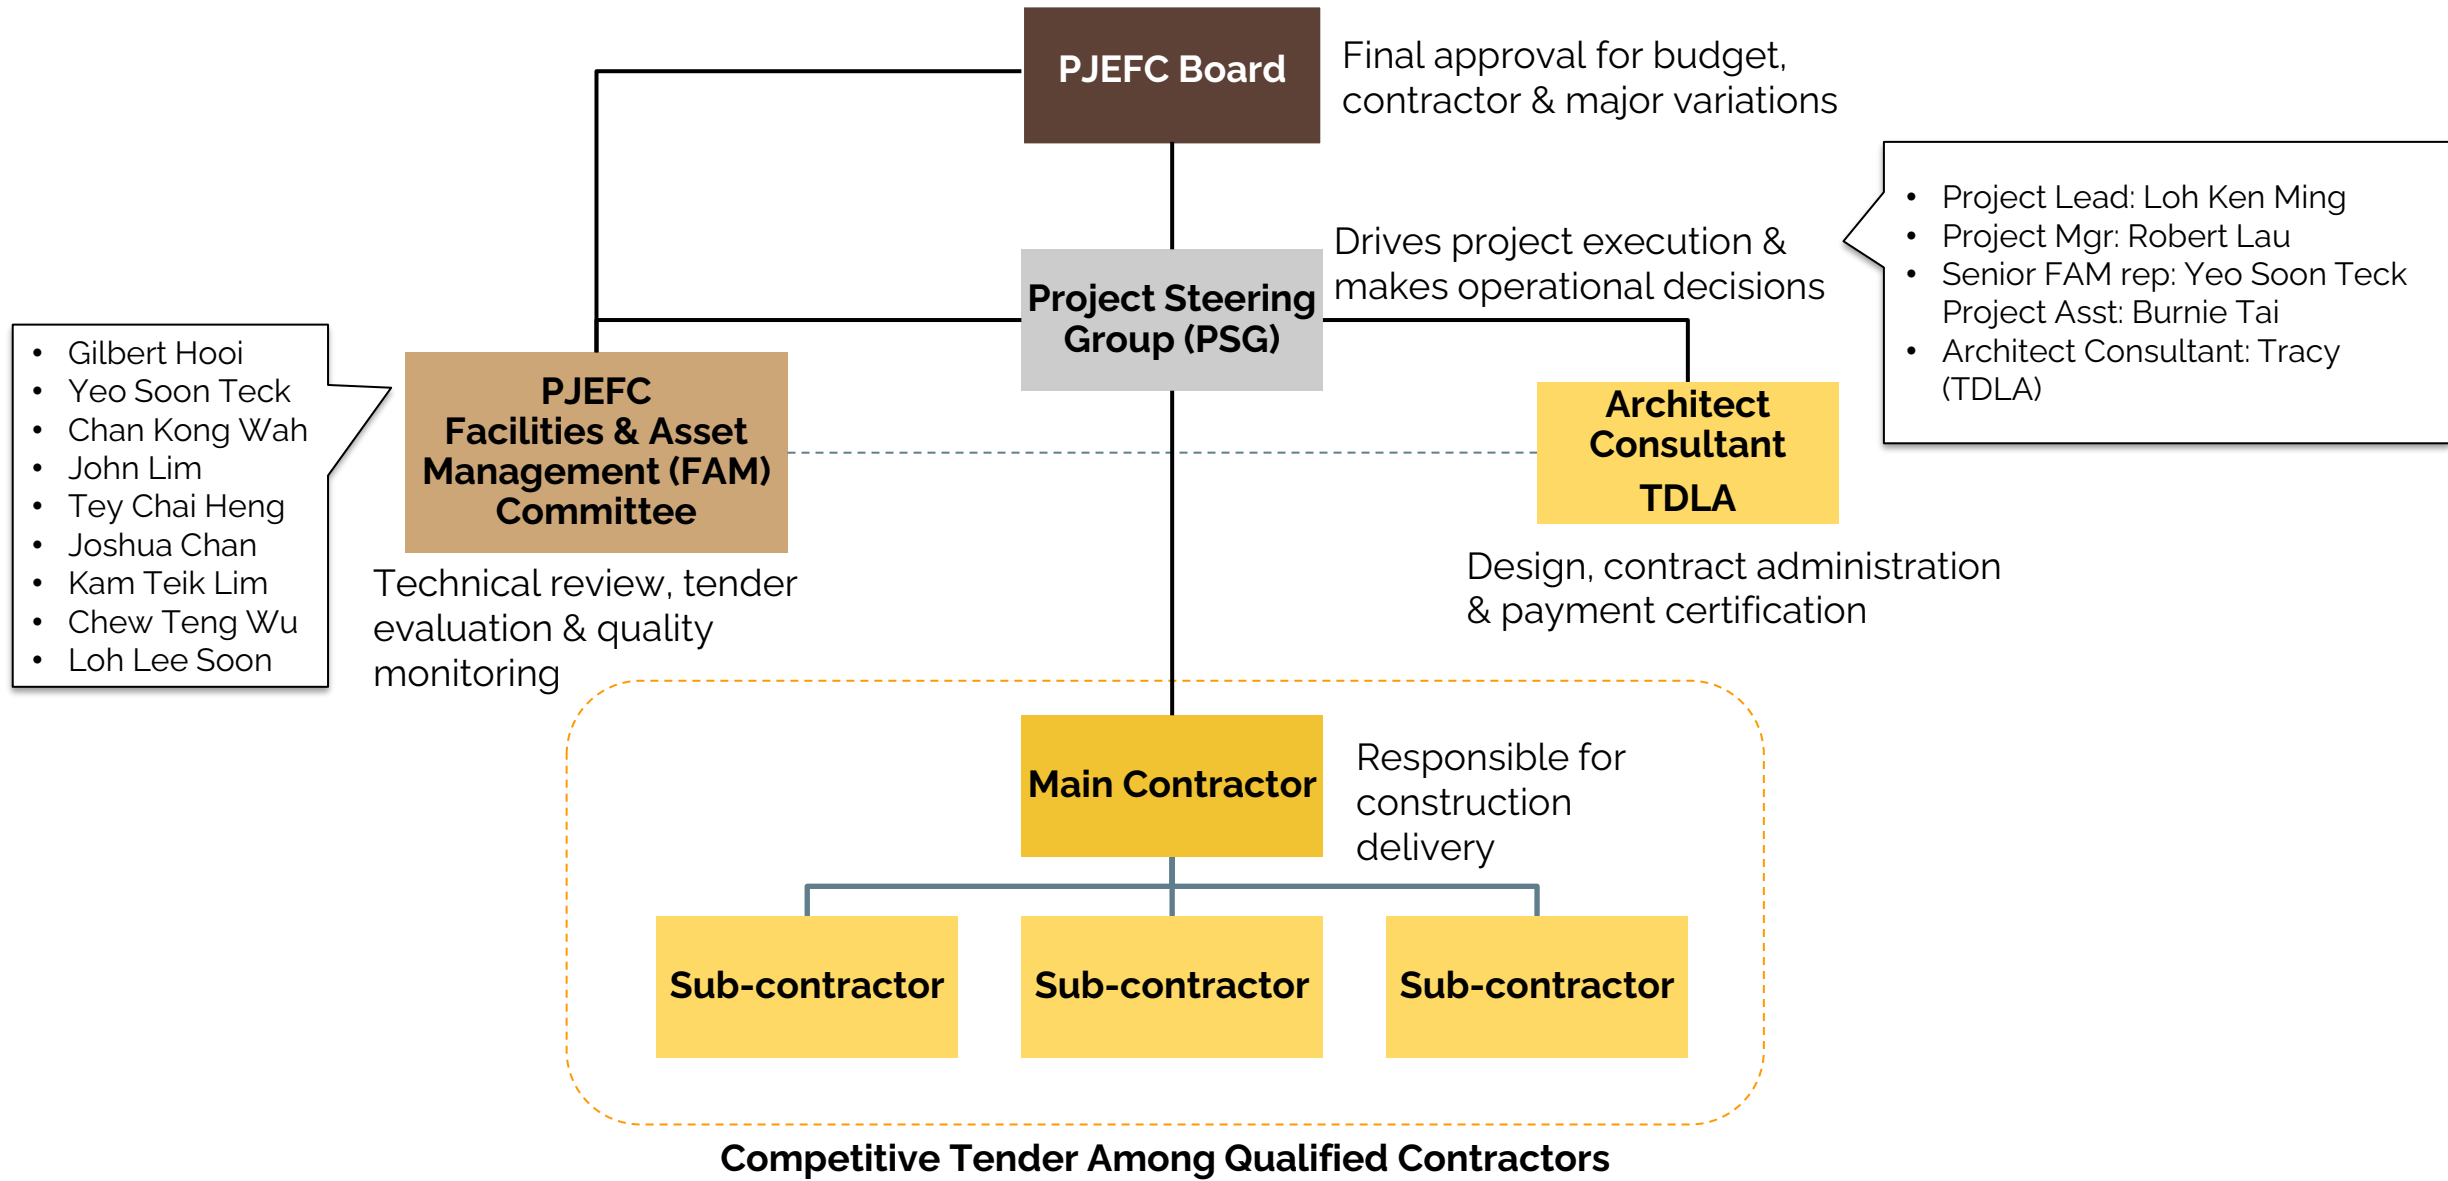 PJEFC Board
Final approval for budget,
contractor & major variations
• Project Lead: Loh Ken Ming
• Project Mgr: Robert Lau
• Senior FAM rep: Yeo Soon Teck
Project Asst: Burnie Tai
• Architect Consultant: Tracy
(TDLA)
Drives project execution &
makes operational decisions
Project Steering
Group (PSG)
• Gilbert Hooi
• Yeo Soon Teck
• Chan Kong Wah
• John Lim
• Tey Chai Heng
• Joshua Chan
• Kam Teik Lim
• Chew Teng Wu
• Loh Lee Soon
PJEFC
Facilities & Asset
Management (FAM)
Committee
Technical review, tender
evaluation & quality
monitoring
Architect
Consultant
TDLA
Design, contract administration
& payment certification
Main Contractor
Responsible for
construction
delivery
Sub-contractor
Sub-contractor
Sub-contractor
Competitive Tender Among Qualified Contractors